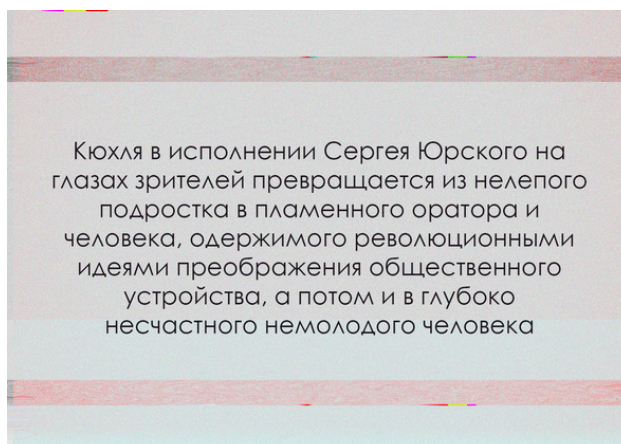 Кюхля в исполнении Сергея Юрского на
глазах зрителей превращается из нелепого
подростка в пламенного оратора и
человека, одержимого революционными
идеями преображения общественного
устройства, а потом и в глубоко
несчастного немолодого человека